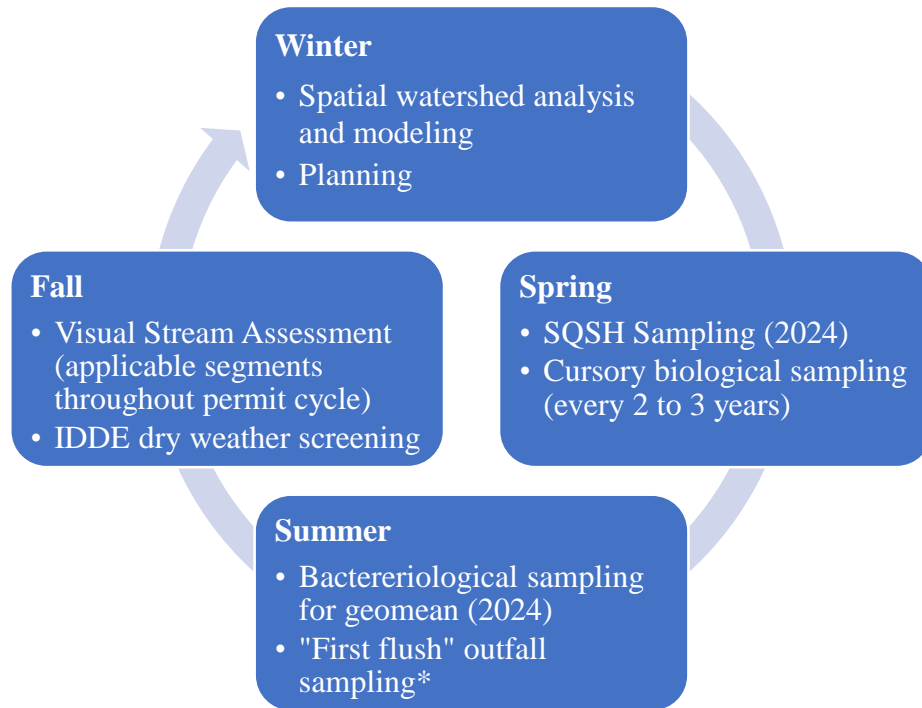 Winter
• Spatial watershed analysis
and modeling
• Planning
Fall
• Visual Stream Assessment
(applicable segments
throughout permit cycle)
• IDDE dry weather screening
Spring
• SQSH Sampling (2024)
• Cursory biological sampling
(every 2 to 3 years)
Summer
• Bactereriological sampling
for geomean (2024)
• "First flush" outfall
sampling*